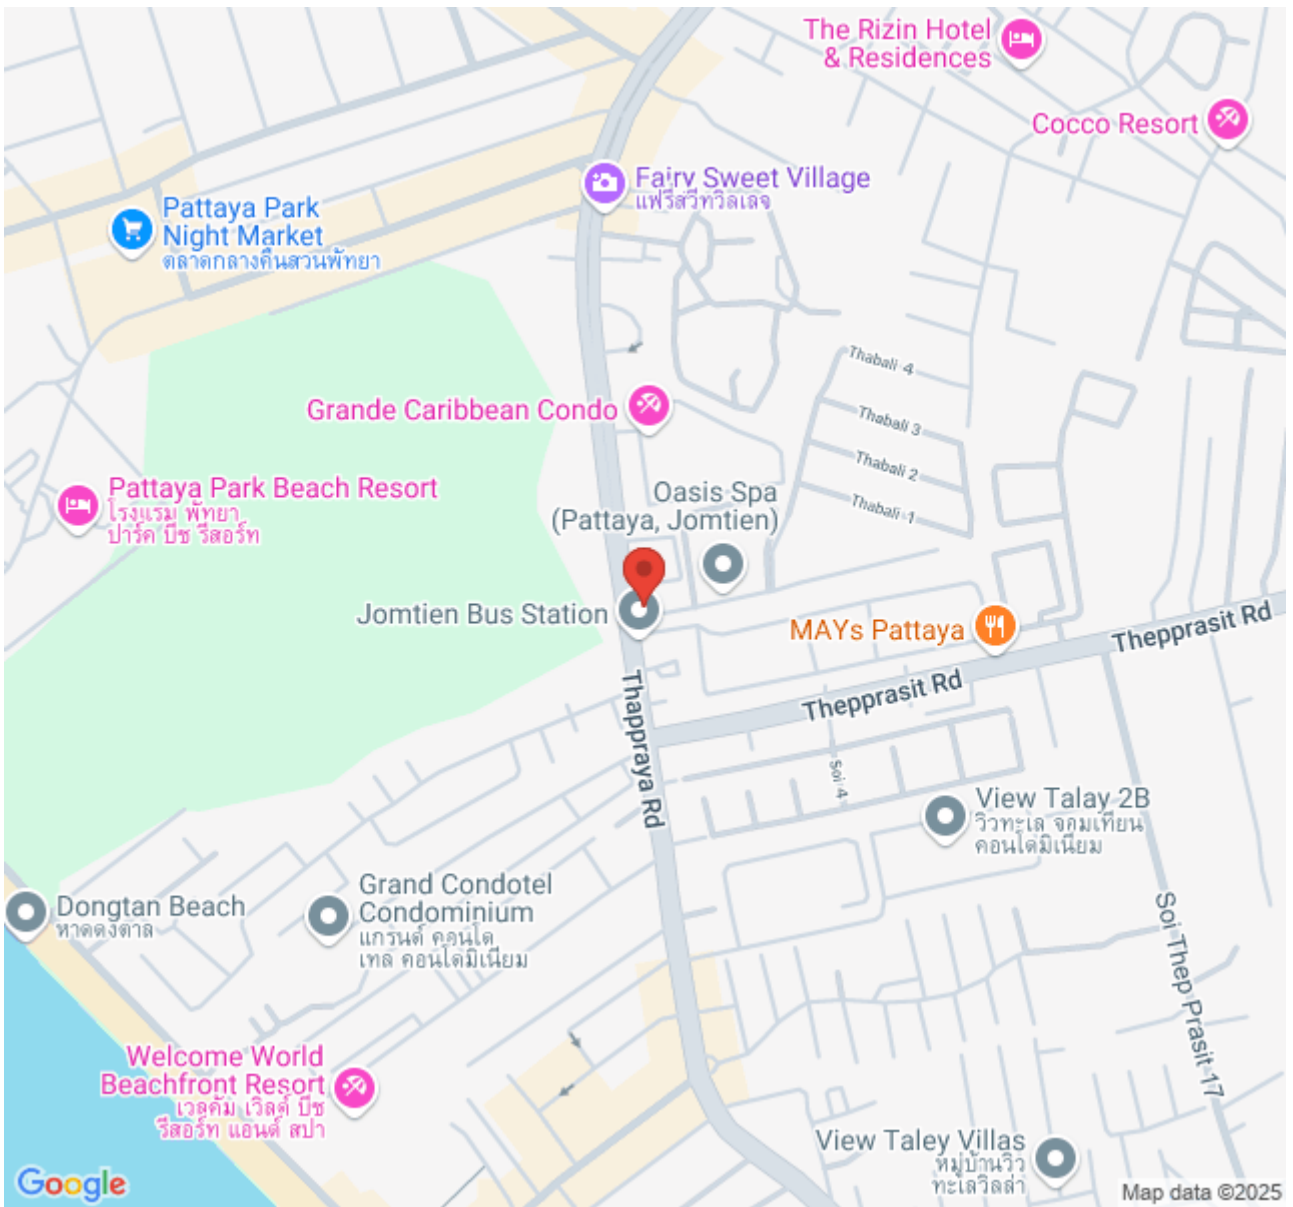 The Rizin Hotel
& Residences
Cocco Resort
Fairy Sweet Village
แฟรี่สวีทวิลเลจ
Pattaya Park
Night Market
ตลาดกลางคืนสวนพัทยา
Thabali 4
Grande Caribbean Condo
Thabali 3
Thabali 2
Pattaya Park Beach Resort
โรงแรม พัทยา
ปาร์ค บีช รีสอร์ท
Oasis Spa
(Pattaya, Jomtien)
Thabali 1
Jomtien Bus Station
MAYs Pattaya
Thepprasit Rd
Thepprasit Rd
Thappraya Rd
Soi 4
View Talay 2B
วิวทะเล จอมเทียน
คอนโดมิเนียม
Grand Condotel
Condominium
แกรนด์ คอนโด
เทล คอนโดมิเนียม
Dongtan Beach
หาดดงตาล
Soi Thep Prasit 17
Welcome World
Beachfront Resort
เวลคัม เวิลด์ บีช
รีสอร์ท แอนด์ สปา
View Taley Villas
หมู่บ้านวิว
ทะเลวิลล่า
Google
Map data ©2025